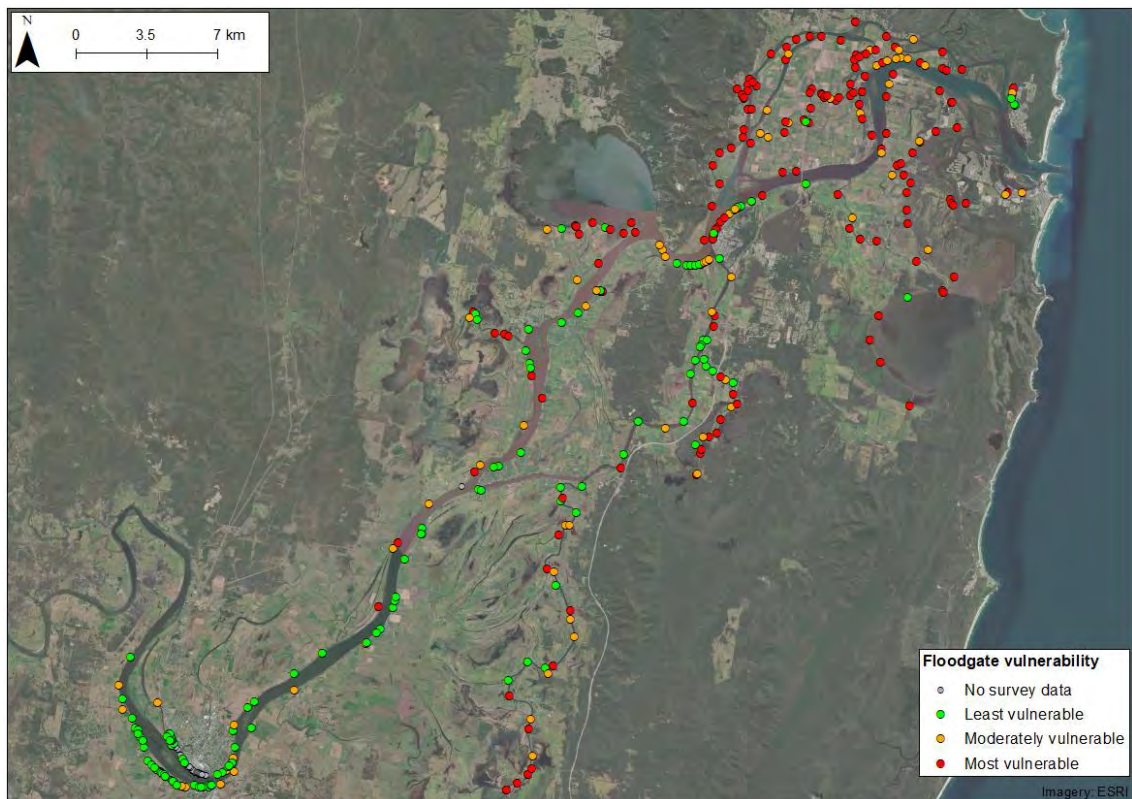 N
0 3.5 7 km
Floodgate vulnerability
No survey data
Least vulnerable
Moderately vulnerable
Most vulnerable
Imagery: ESRI